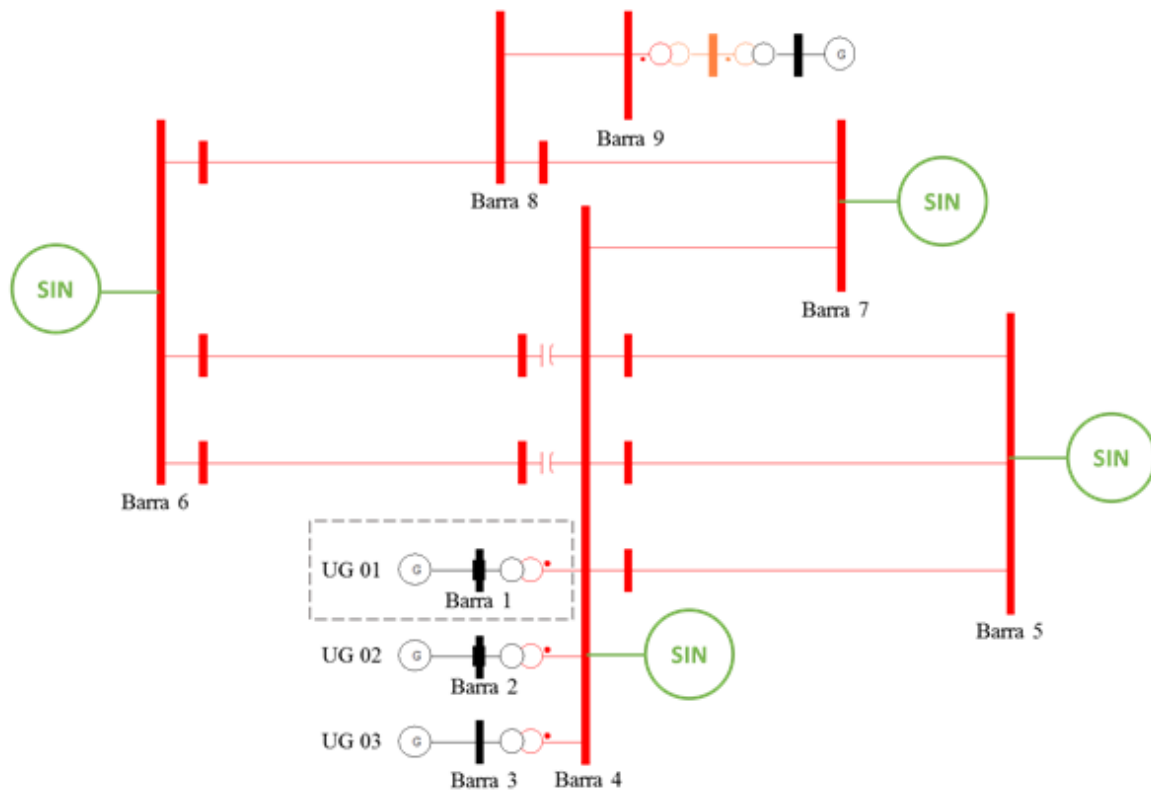 G
Barra 9
Barra 8
SIN
SIN
Barra 7
SIN
Barra 6
UG 01
G
Barra 1
Barra 5
UG 02
G
SIN
Barra 2
UG 03
G
Barra 3
Barra 4